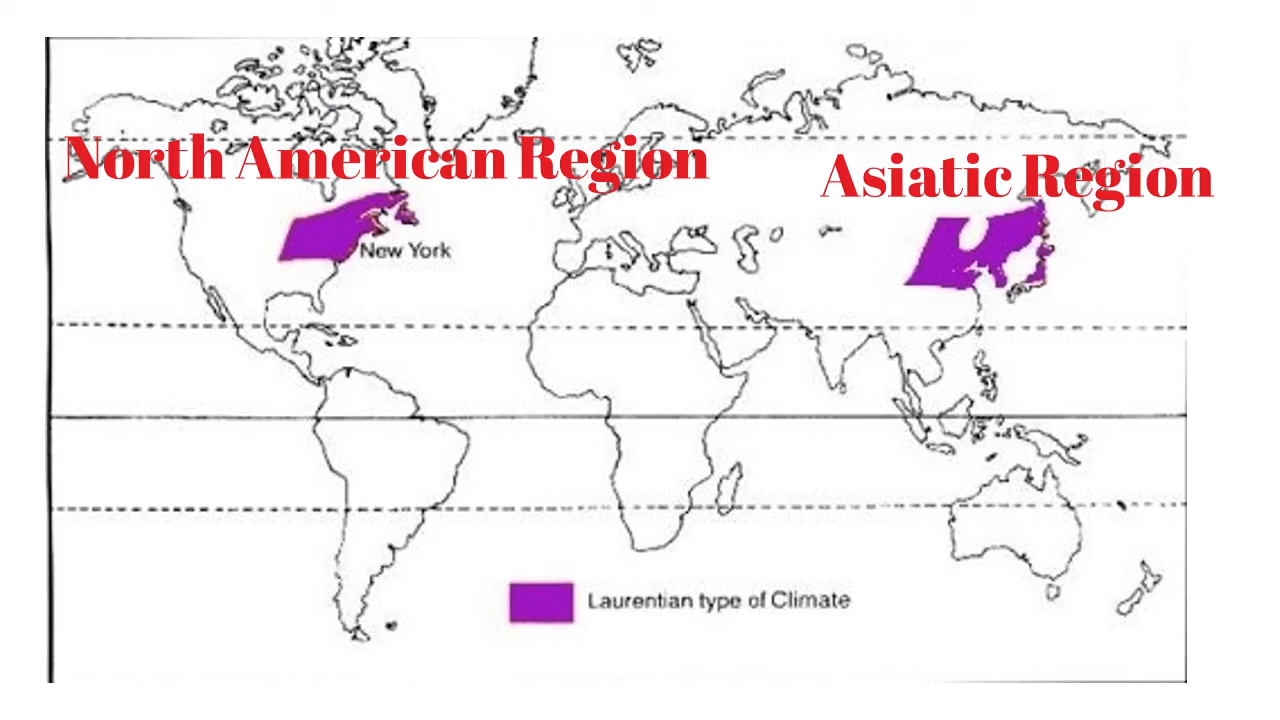 North American Region
Asiatic Region
New York
Laurentian type of Climate